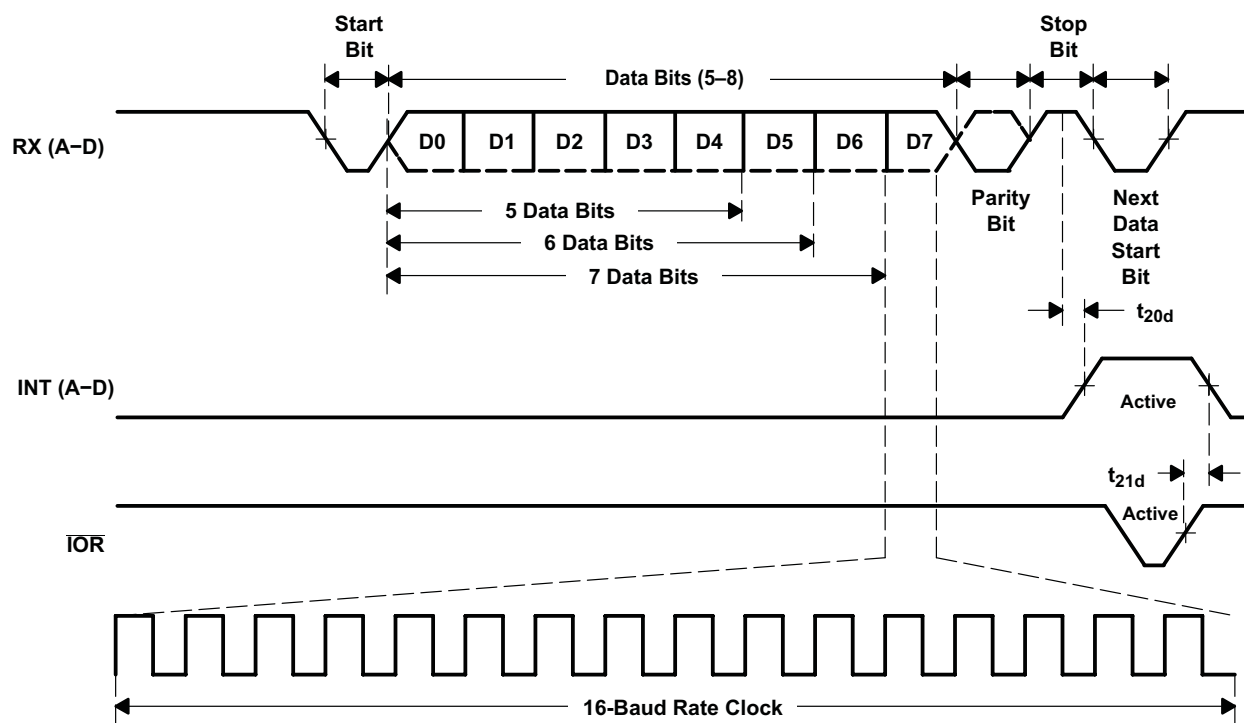 Start
Bit
Stop
Bit
Data Bits (5–8)
RX (A–D)
D0 D1 D2 D3 D4 D5 D6 D7
5 Data Bits
6 Data Bits
7 Data Bits
Parity
Bit
Next
Data
Start
Bit
t20d
INT (A–D)
Active
t21d
Active
IOR
16-Baud Rate Clock